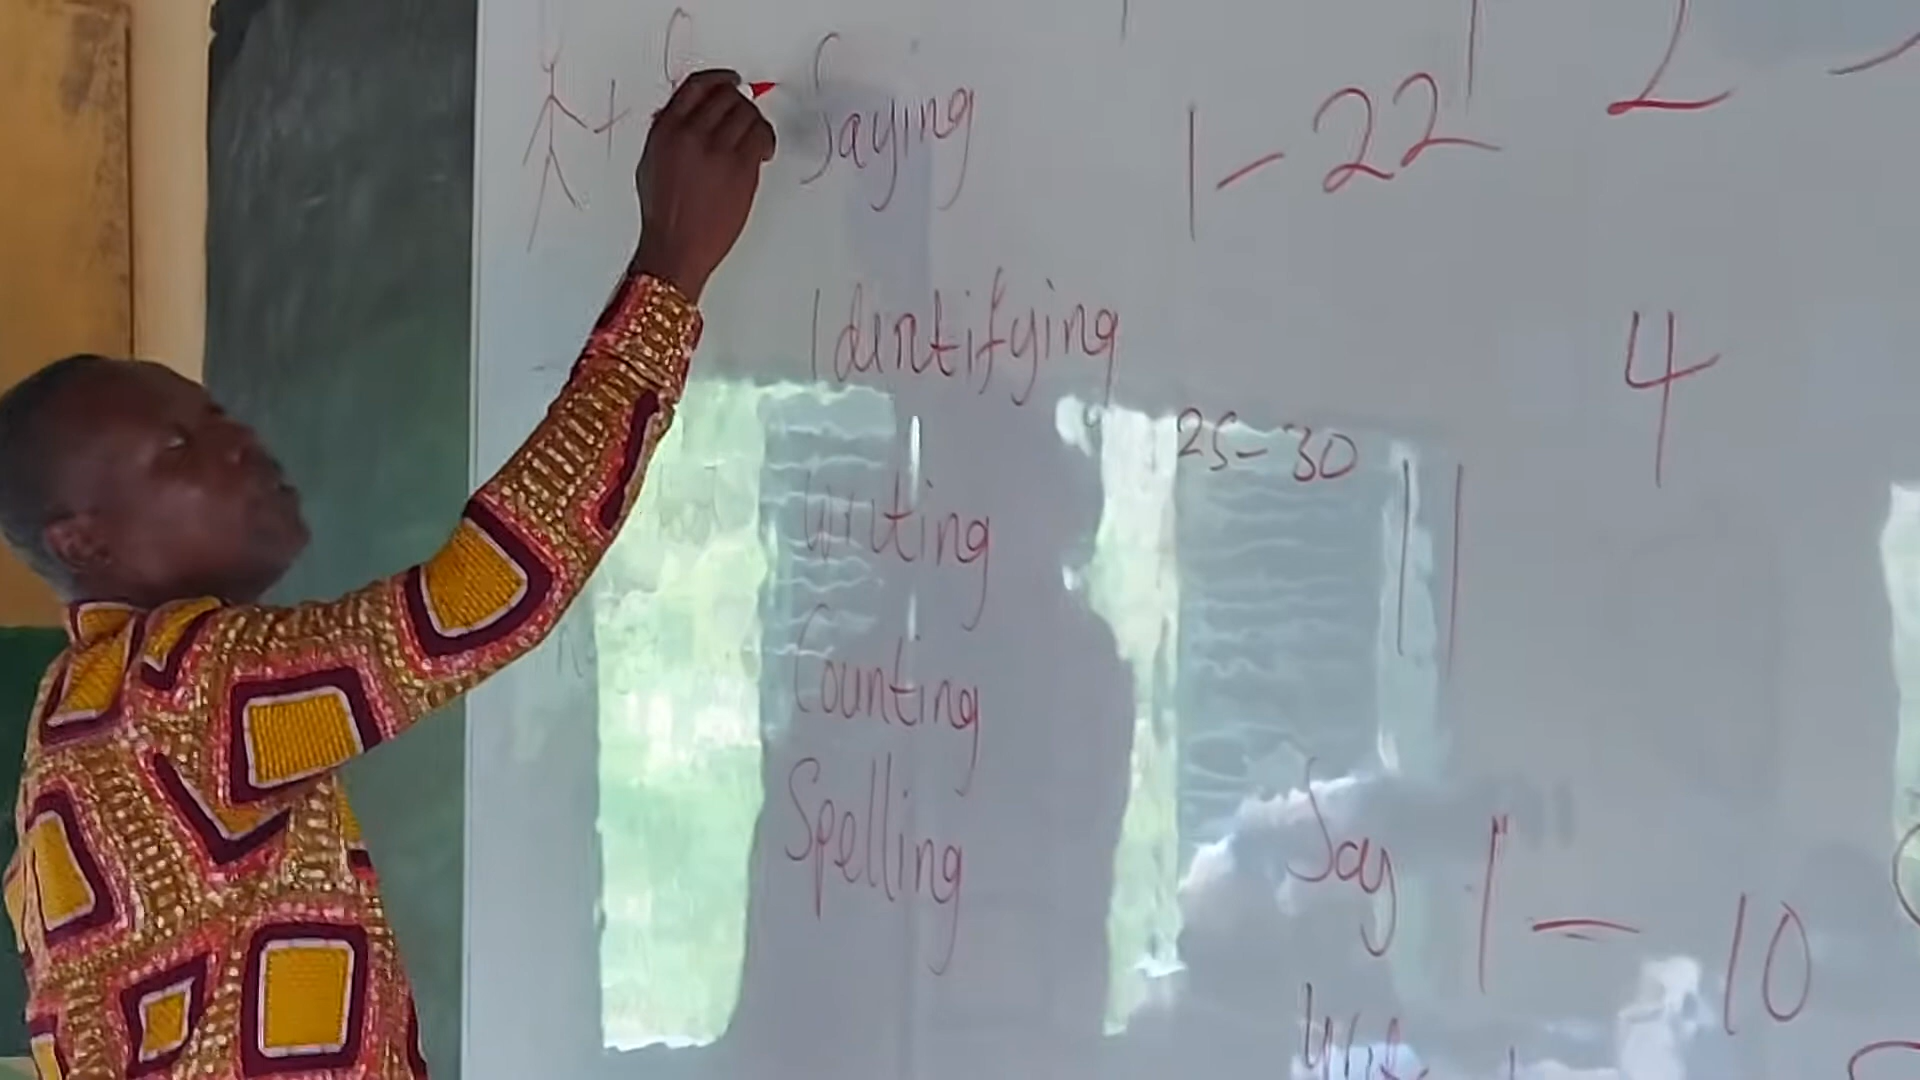 + Saying 1-22 2
Identifying 4
25-30
Writing 11
Counting
Spelling
Say 1 - 10